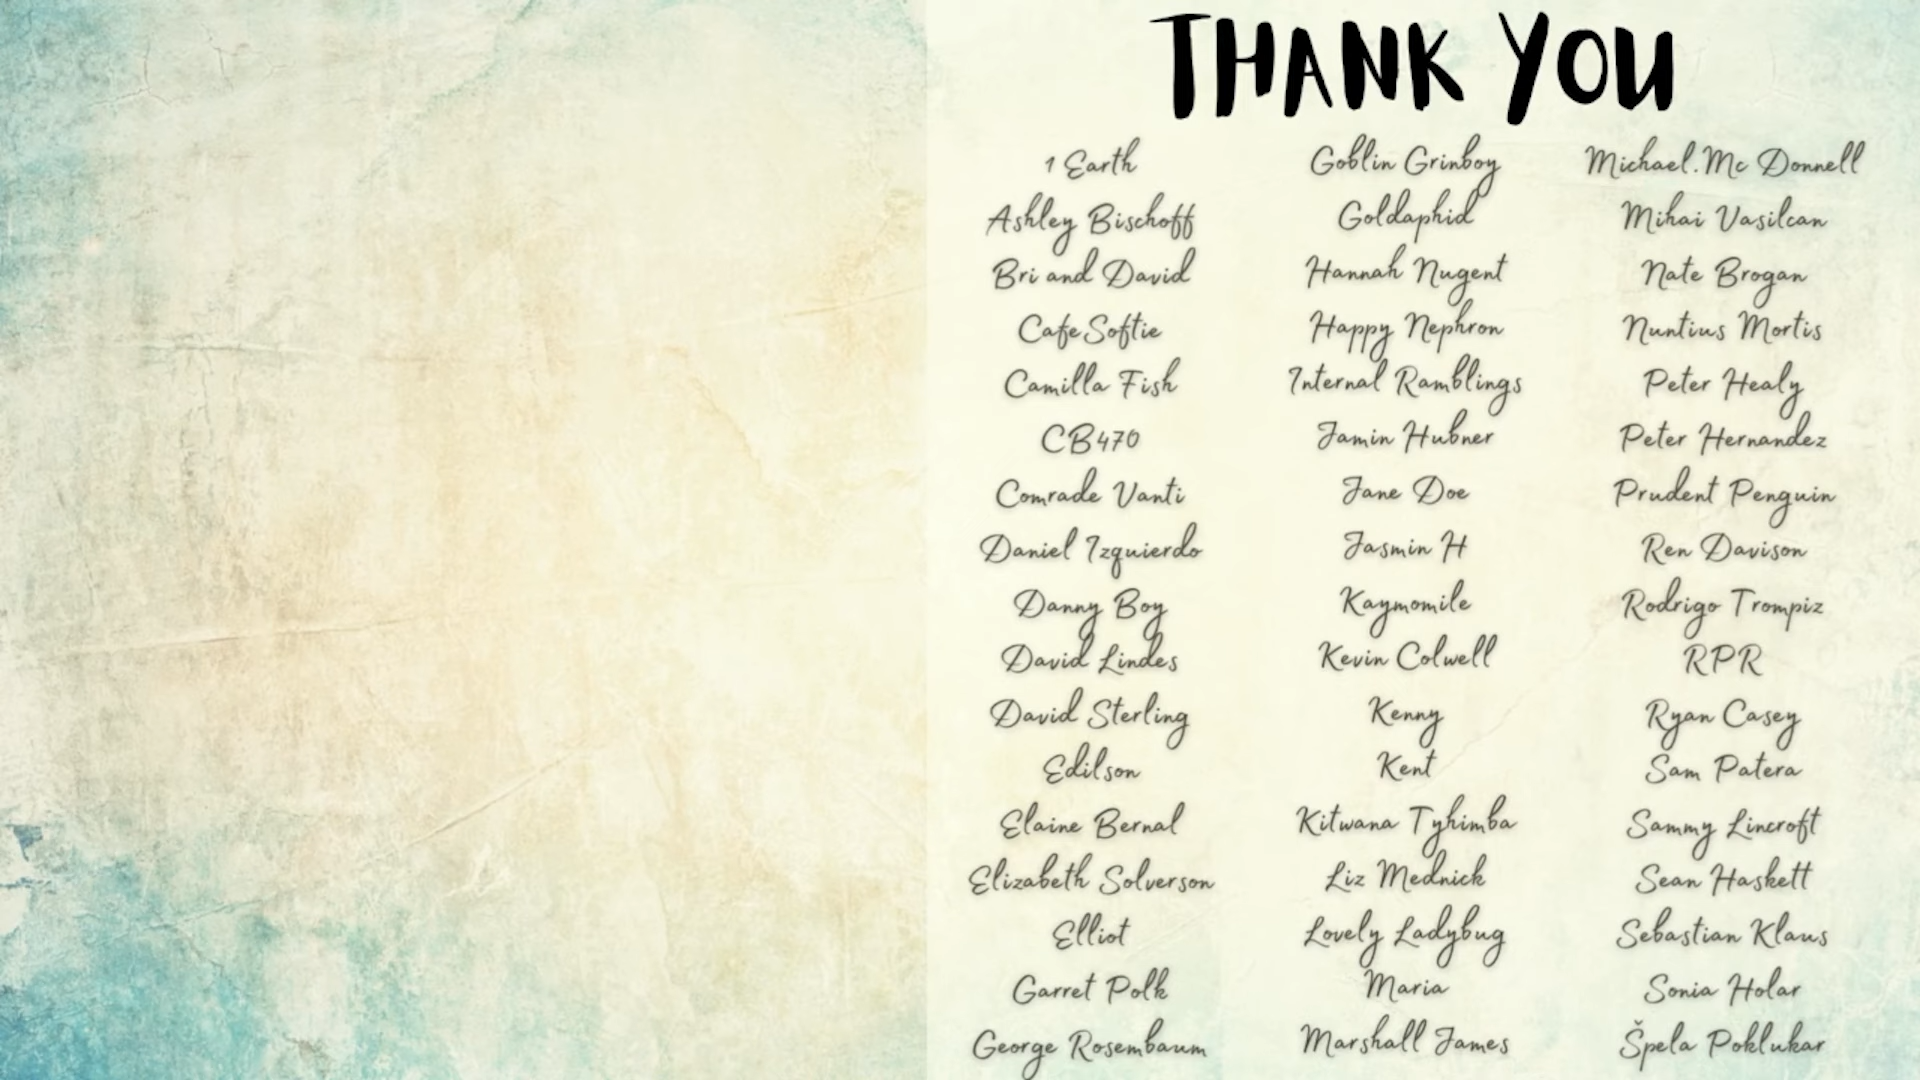 THANK YOU
1 Earth
Ashley Bischoff
Bri and David
CafeSoftie
Camilla Fish
CB470
Comrade Vanti
Daniel Izquierdo
Danny Boy
David Lindes
David Sterling
Edilson
Elaine Bernal
Elizabeth Solverson
Elliot
Garret Polk
George Rosembaum
Goblin Grinboy
Goldaphid
Hannah Nugent
Happy Nephron
Internal Ramblings
Jamin Hubner
Jane Doe
Jasmin H
Kaymomile
Kevin Colwell
Kenny
Kent
Kitwana Tyhimba
Liz Mednick
Lovely Ladybug
Maria
Marshall James
Michael.Mc Donnell
Mihai Vasilcan
Nate Brogan
Nuntius Mortis
Peter Healy
Peter Hernandez
Prudent Penguin
Ren Davison
Rodrigo Trompiz
RPR
Ryan Casey
Sam Patera
Sammy Lincroft
Sean Haskett
Sebastian Klaus
Sonia Holar
Špela Poklukar